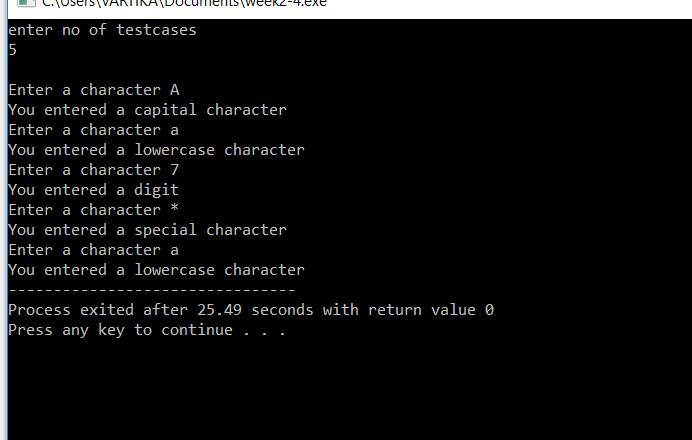 C:\Users\VARTIKA\Documents\week2-4.exe
enter no of testcases
5
Enter a character A
You entered a capital character
Enter a character a
You entered a lowercase character
Enter a character 7
You entered a digit
Enter a character *
You entered a special character
Enter a character a
You entered a lowercase character
--------------------------------
Process exited after 25.49 seconds with return value 0
Press any key to continue . . .